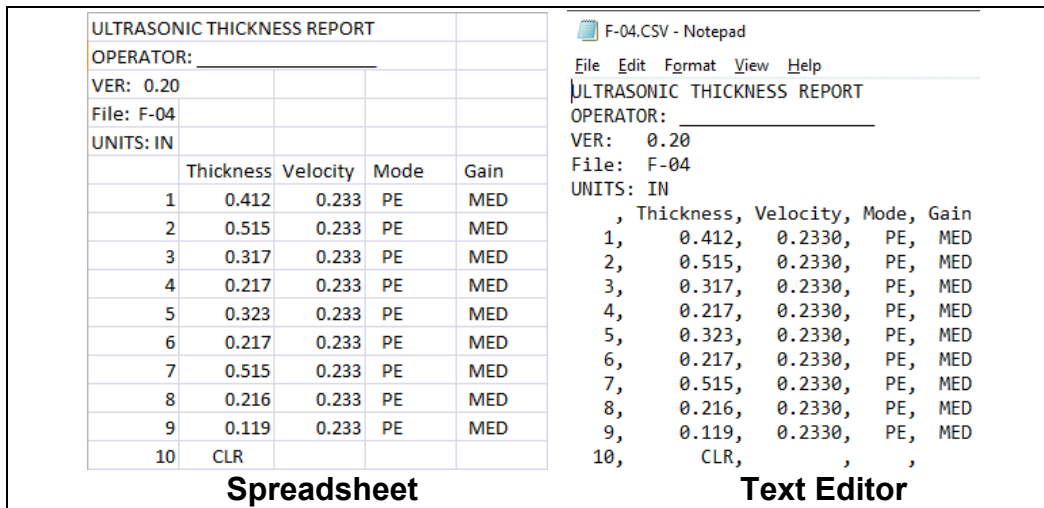 ULTRASONIC THICKNESS REPORT
OPERATOR: ___________________
VER: 0.20
File: F-04
UNITS: IN
Thickness Velocity Mode Gain
1 0.412 0.233 PE MED
2 0.515 0.233 PE MED
3 0.317 0.233 PE MED
4 0.217 0.233 PE MED
5 0.323 0.233 PE MED
6 0.217 0.233 PE MED
7 0.515 0.233 PE MED
8 0.216 0.233 PE MED
9 0.119 0.233 PE MED
10 CLR
Spreadsheet
F-04.CSV - Notepad
File Edit Format View Help
ULTRASONIC THICKNESS REPORT
OPERATOR: ___________________
VER: 0.20
File: F-04
UNITS: IN
, Thickness, Velocity, Mode, Gain
1, 0.412, 0.2330, PE, MED
2, 0.515, 0.2330, PE, MED
3, 0.317, 0.2330, PE, MED
4, 0.217, 0.2330, PE, MED
5, 0.323, 0.2330, PE, MED
6, 0.217, 0.2330, PE, MED
7, 0.515, 0.2330, PE, MED
8, 0.216, 0.2330, PE, MED
9, 0.119, 0.2330, PE, MED
10, CLR, , ,
Text Editor